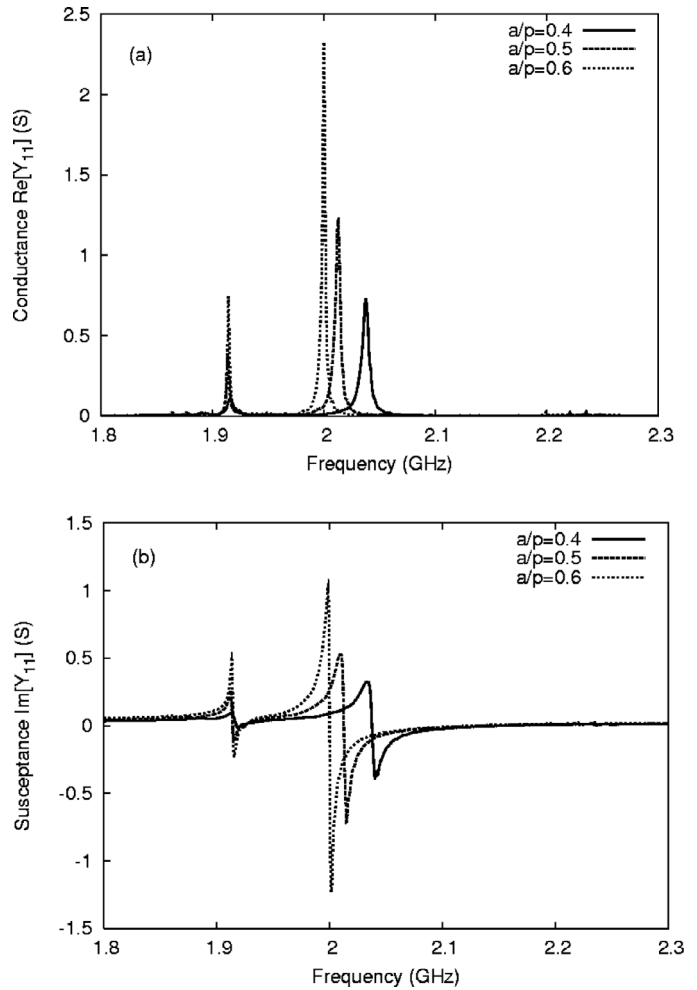 (a)
a/p=0.4
a/p=0.5
a/p=0.6
Conductance Re[Y11] (S)
2.5
2
1.5
1
0.5
0
1.8 1.9 2 2.1 2.2 2.3
Frequency (GHz)
(b)
a/p=0.4
a/p=0.5
a/p=0.6
Susceptance Im[Y11] (S)
1.5
1
0.5
0
-0.5
-1
-1.5
1.8 1.9 2 2.1 2.2 2.3
Frequency (GHz)